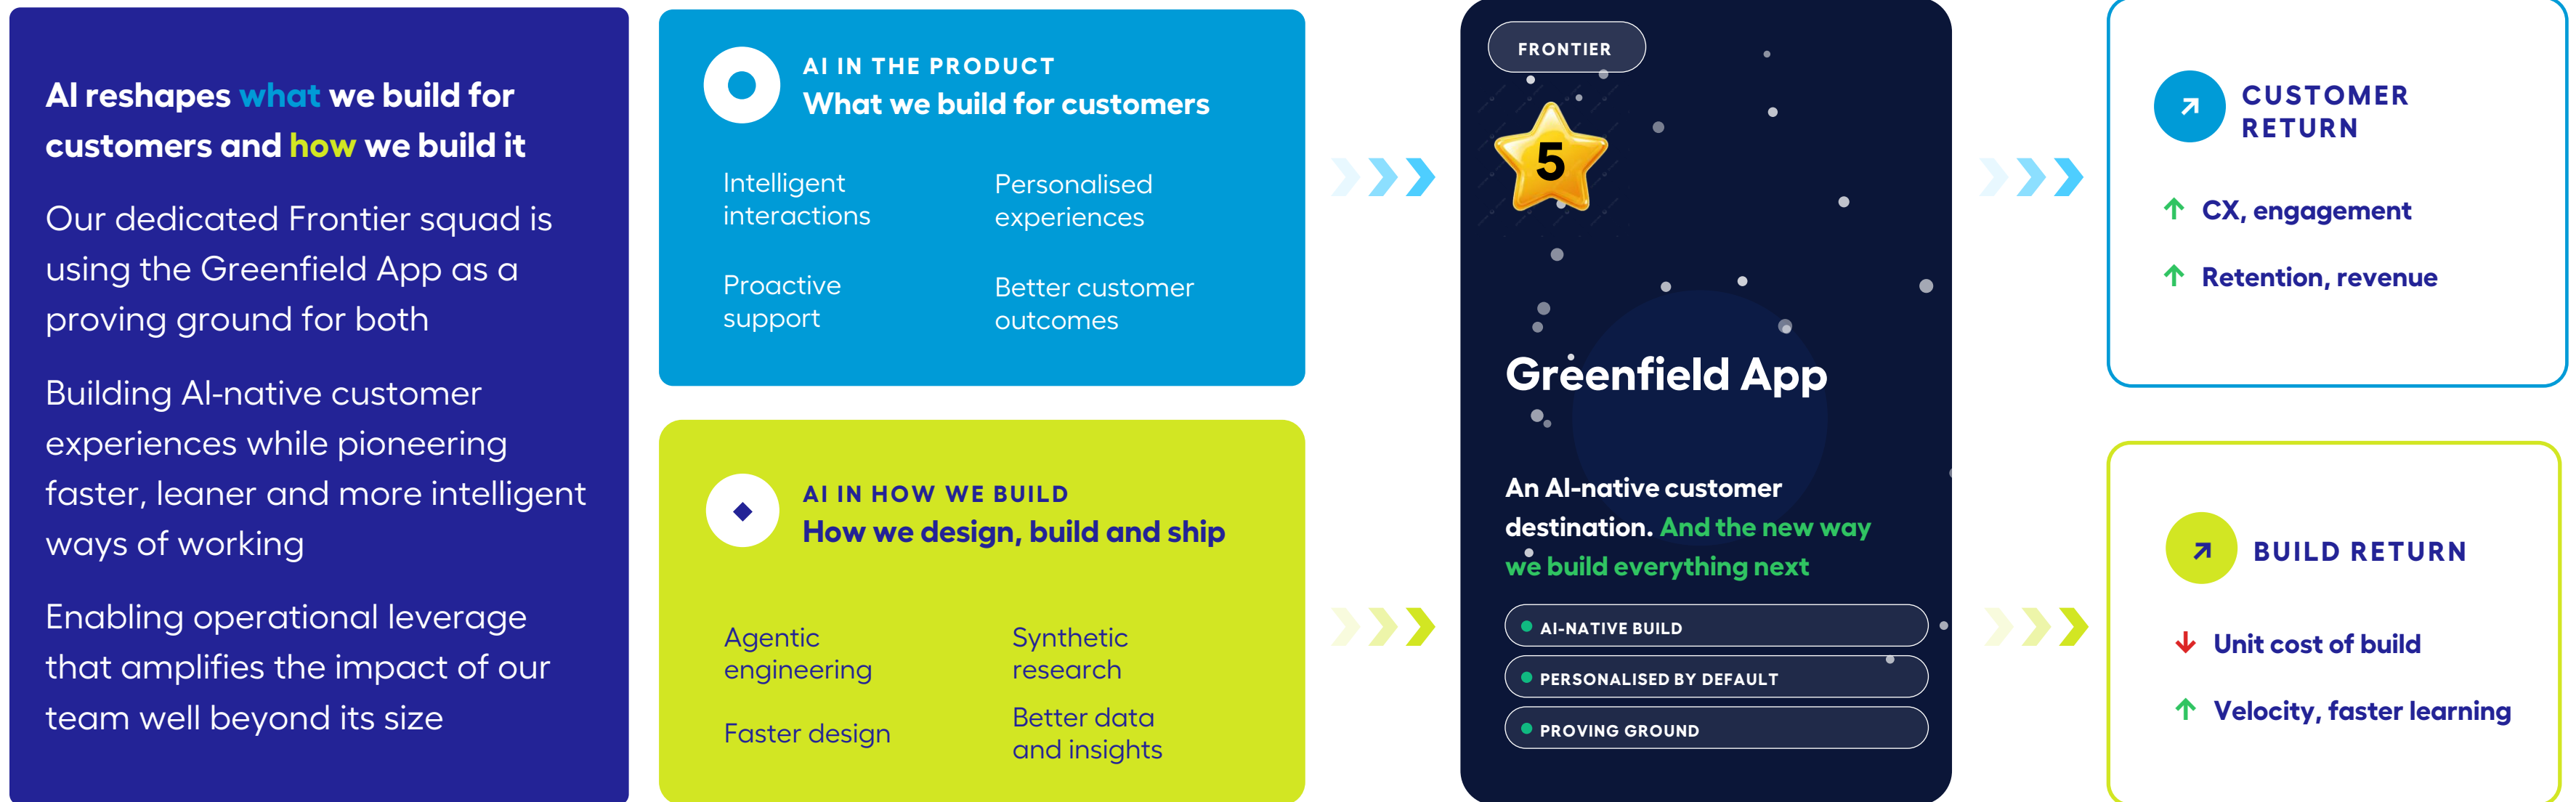 AI reshapes what we build for
customers and how we build it
Our dedicated Frontier squad is
using the Greenfield App as a
proving ground for both
Building AI-native customer
experiences while pioneering
faster, leaner and more intelligent
ways of working
Enabling operational leverage
that amplifies the impact of our
team well beyond its size
AI IN THE PRODUCT
What we build for customers
Intelligent
interactions
Personalised
experiences
Proactive
support
Better customer
outcomes
AI IN HOW WE BUILD
How we design, build and ship
Agentic
engineering
Synthetic
research
Faster design
Better data
and insights
FRONTIER
5
Greenfield App
An AI-native customer
destination. And the new way
we build everything next
AI-NATIVE BUILD
PERSONALISED BY DEFAULT
PROVING GROUND
CUSTOMER
RETURN
↑ CX, engagement
↑ Retention, revenue
BUILD RETURN
↓ Unit cost of build
↑ Velocity, faster learning